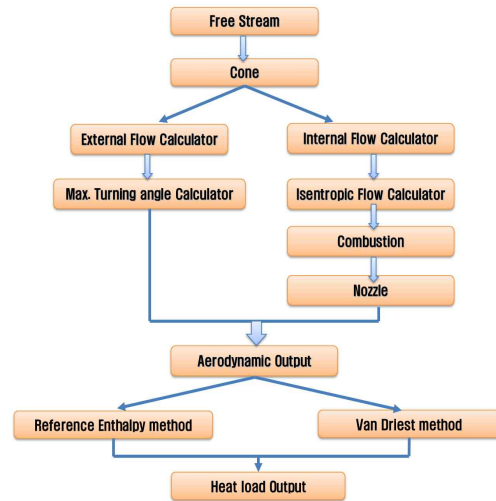 Free Stream
Cone
External Flow Calculator
Internal Flow Calculator
Max. Turning angle Calculator
Isentropic Flow Calculator
Combustion
Nozzle
Aerodynamic Output
Reference Enthalpy method
Van Driest method
Heat load Output